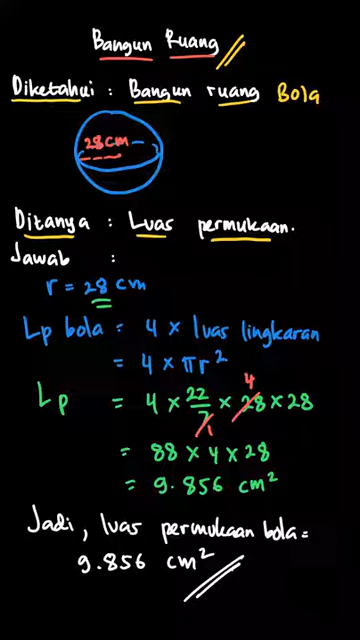 Bangun Ruang
Diketahui : Bangun ruang Bola
28 cm
Ditanya : Luas permukaan.
Jawab :
r = 28 cm
Lp bola = 4 × luas lingkaran
= 4 × πr²
Lp = 4 × 22/7 × 28 × 28
4
1
= 88 × 4 × 28
= 9.856 cm²
Jadi, luas permukaan bola =
9.856 cm²